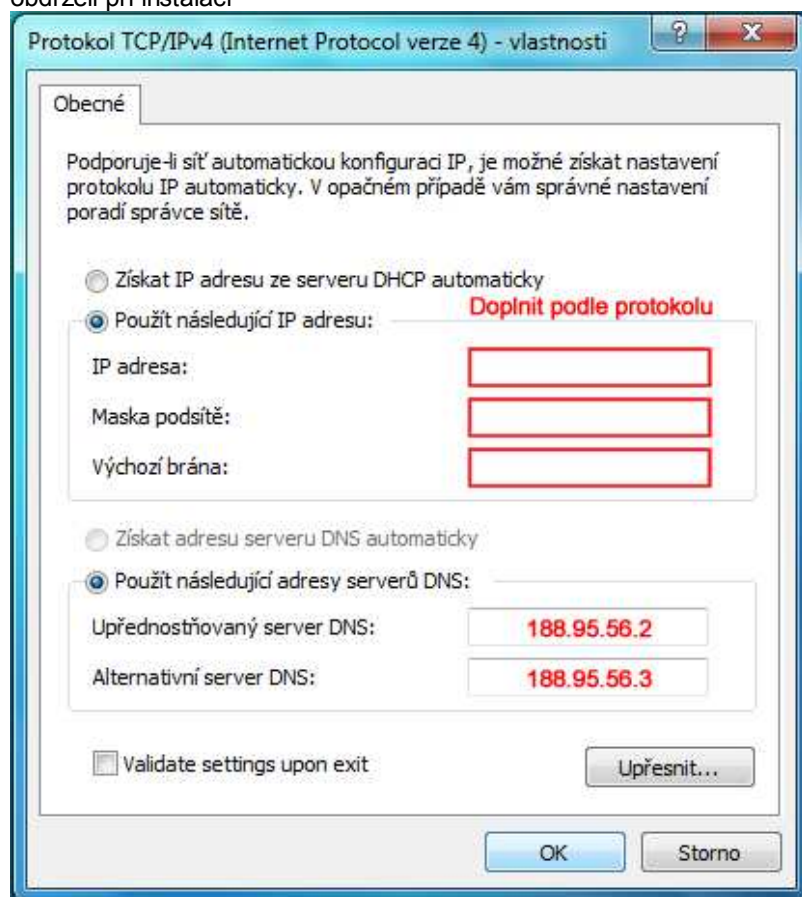 obdrželi při instalaci
Protokol TCP/IPv4 (Internet Protocol verze 4) - vlastnosti
Obecné
Podporuje-li síť automatickou konfiguraci IP, je možné získat nastavení
protokolu IP automaticky. V opačném případě vám správné nastavení
poradí správce sítě.
Získat IP adresu ze serveru DHCP automaticky
Použít následující IP adresu:
Doplnit podle protokolu
IP adresa:
Maska podsítě:
Výchozí brána:
Získat adresu serveru DNS automaticky
Použít následující adresy serverů DNS:
Upřednostňovaný server DNS: 188.95.56.2
Alternativní server DNS: 188.95.56.3
Validate settings upon exit
Upřesnit...
OK Storno